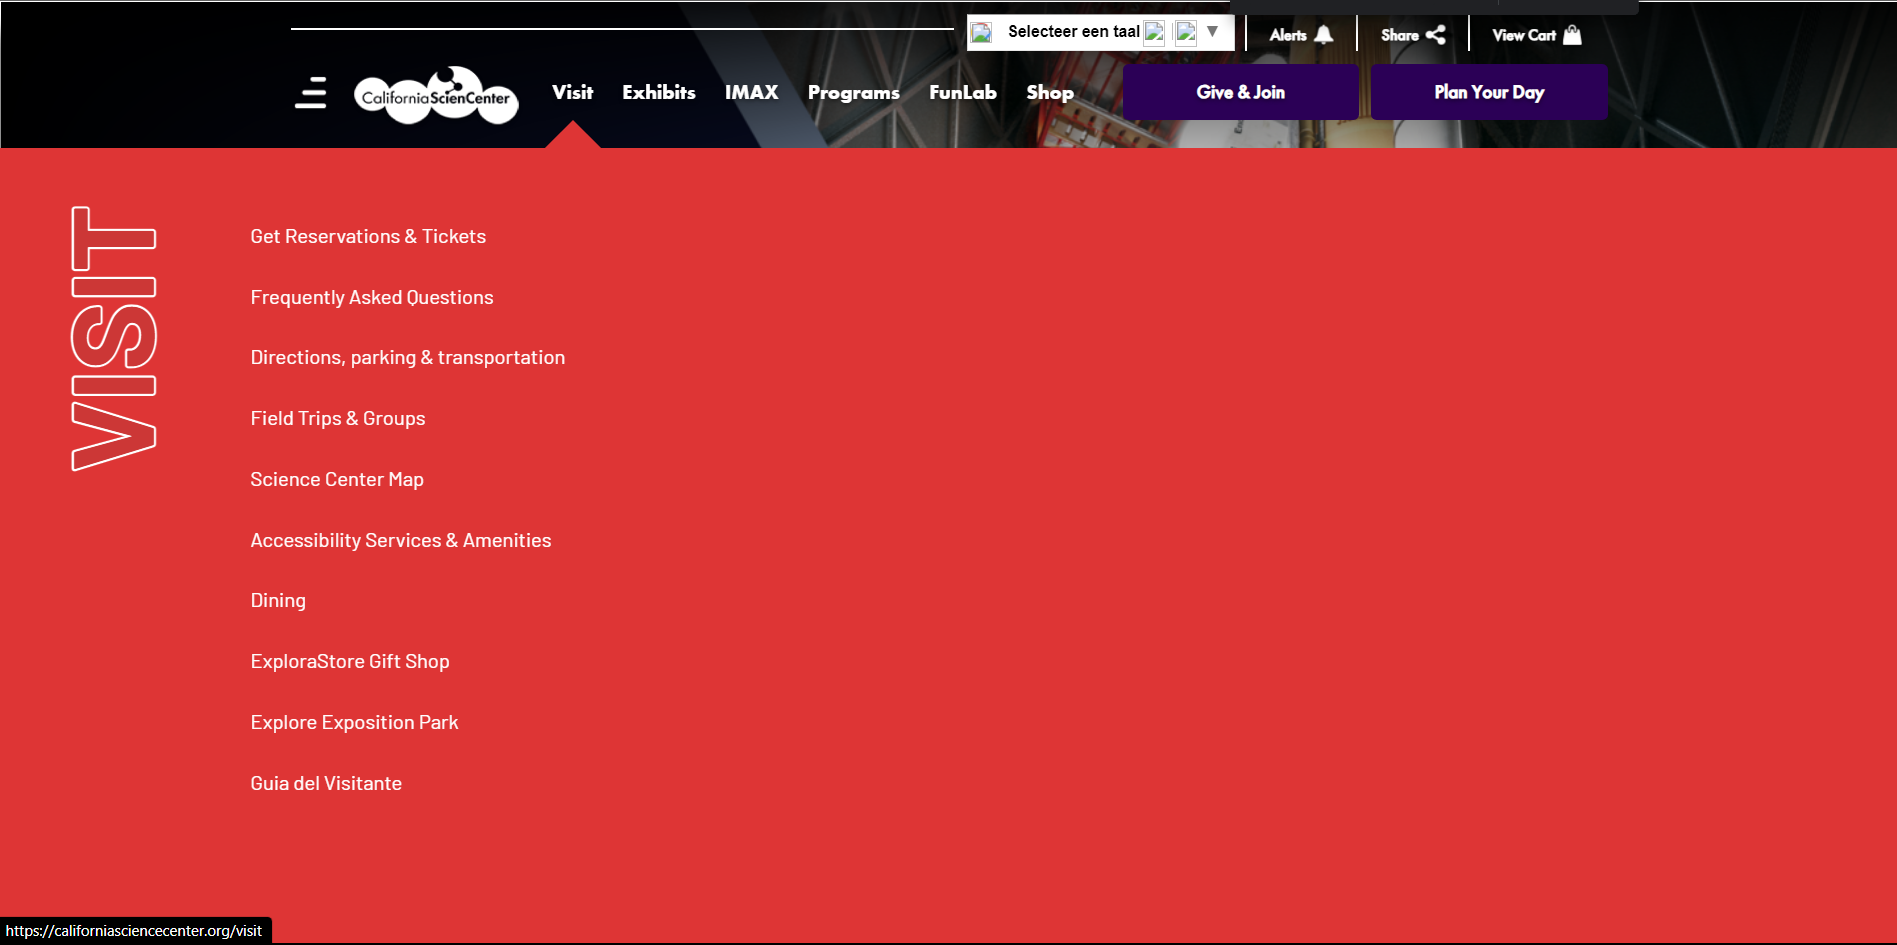 Selecteer een taal ▼
Alerts
Share
View Cart
California ScienCenter
Visit
Exhibits
IMAX
Programs
FunLab
Shop
Give & Join
Plan Your Day
VISIT
Get Reservations & Tickets
Frequently Asked Questions
Directions, parking & transportation
Field Trips & Groups
Science Center Map
Accessibility Services & Amenities
Dining
ExploraStore Gift Shop
Explore Exposition Park
Guia del Visitante
https://californiasciencecenter.org/visit